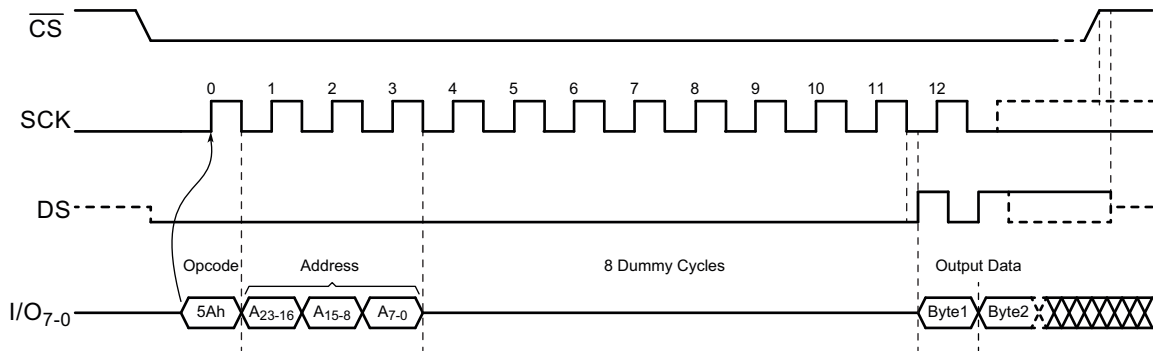 CS
0 1 2 3 4 5 6 7 8 9 10 11 12
SCK
DS
Opcode Address 8 Dummy Cycles Output Data
I/O7-0 5Ah A23-16 A15-8 A7-0 Byte1 Byte2